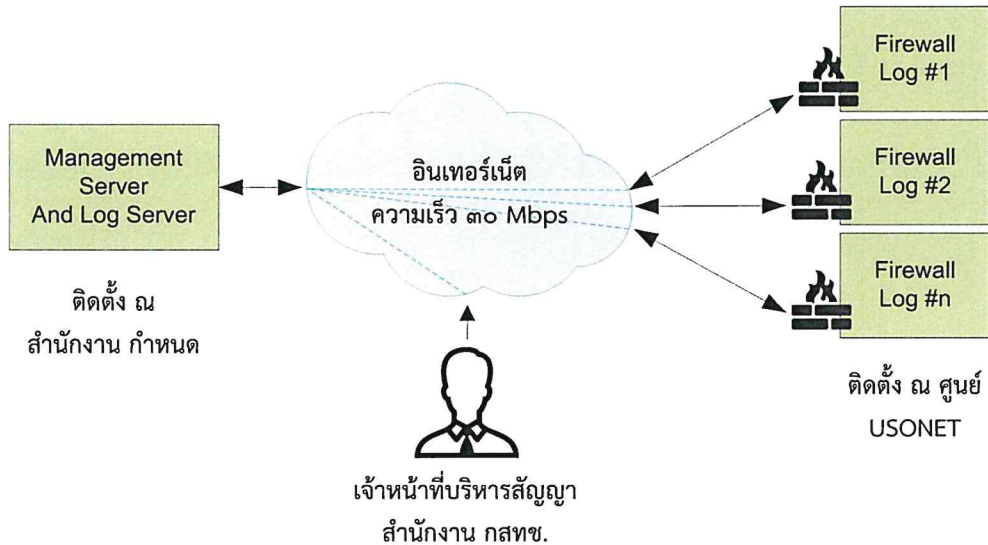 Management
Server
And Log Server
ติดตั้ง ณ
สำนักงาน กำหนด
อินเทอร์เน็ต
ความเร็ว ๓๐ Mbps
เจ้าหน้าที่บริหารสัญญา
สำนักงาน กสทช.
Firewall
Log #1
Firewall
Log #2
Firewall
Log #n
ติดตั้ง ณ ศูนย์
USONET